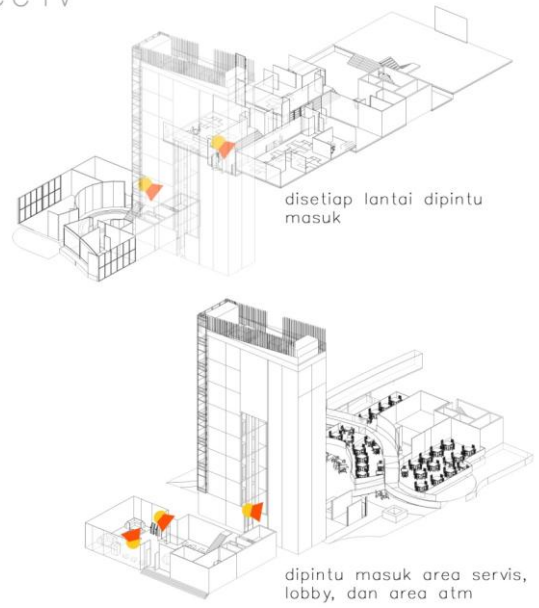 disetiap lantai dipintu
masuk
dipintu masuk area servis,
lobby, dan area atm